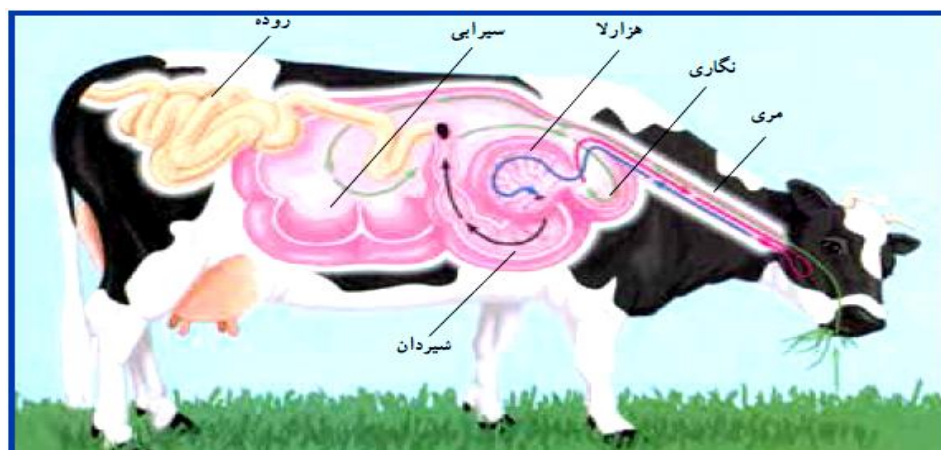 روده
سیرابی
هزارلا
نگاری
مری
شیردان